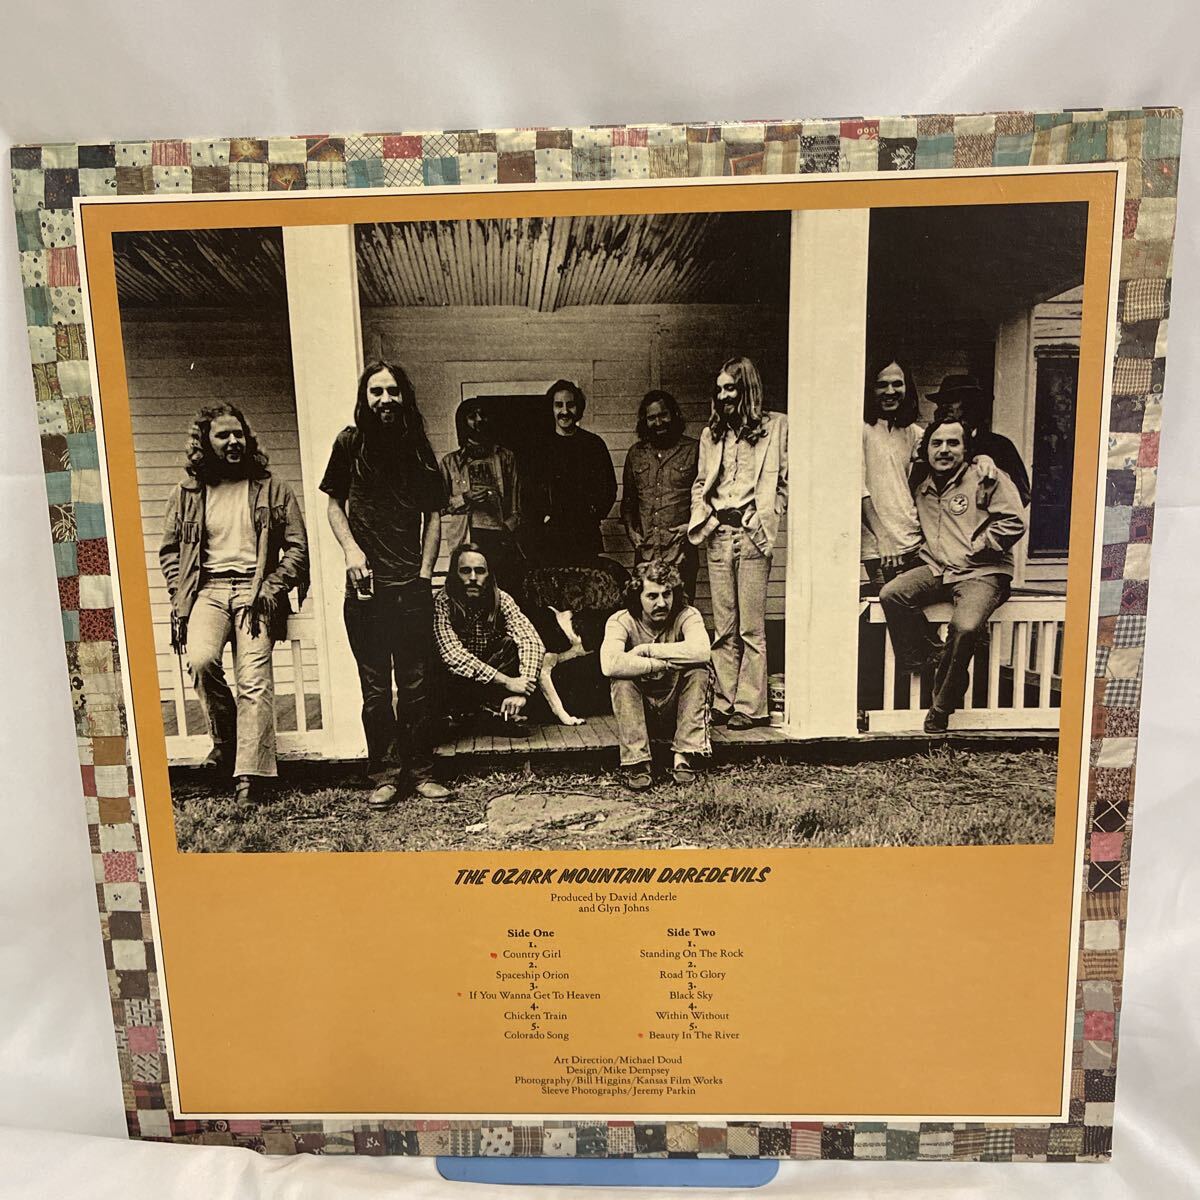 THE OZARK MOUNTAIN DAREDEVILS
Produced by David Anderle
and Glyn Johns
Side One
1.
Country Girl
2.
Spaceship Orion
3.
If You Wanna Get To Heaven
4.
Chicken Train
5.
Colorado Song
Side Two
1.
Standing On The Rock
2.
Road To Glory
3.
Black Sky
4.
Within Without
5.
Beauty In The River
Art Direction/Michael Doud
Design/Mike Dempsey
Photography/Bill Higgins/Kansas Film Works
Sleeve Photographs/Jeremy Parkin